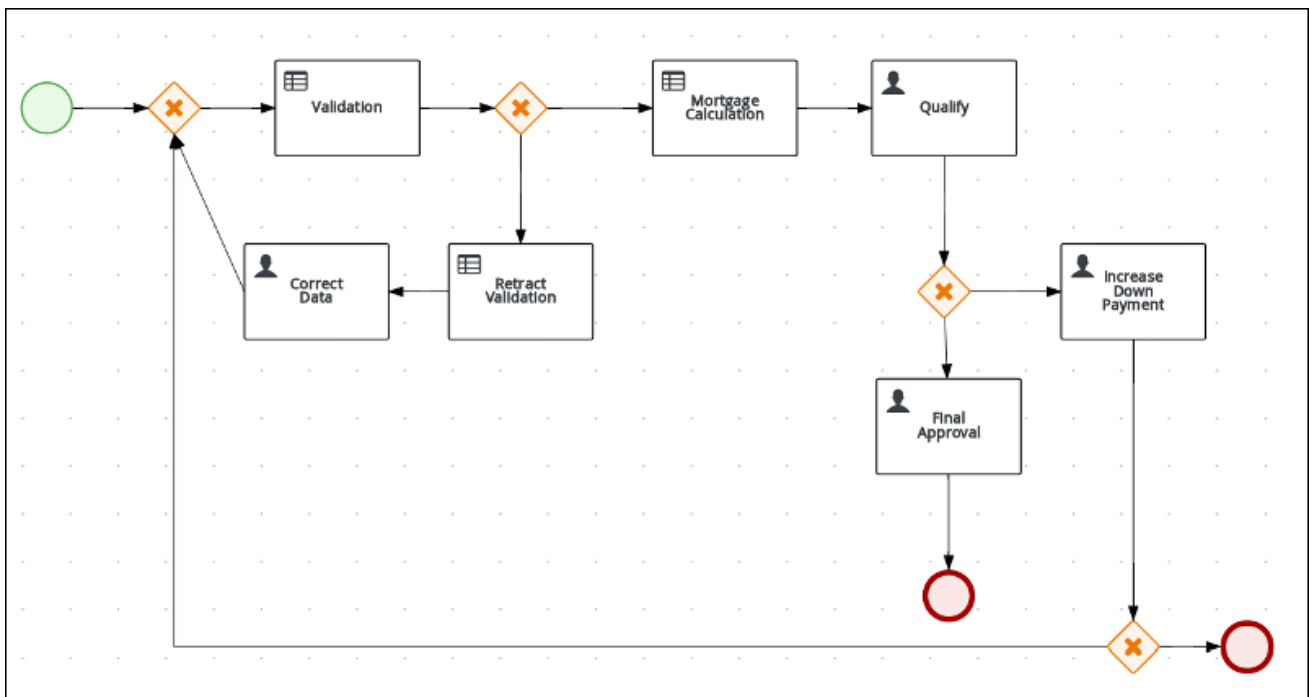 Validation
Mortgage
Calculation
Qualify
Correct
Data
Retract
Validation
Increase
Down
Payment
Final
Approval